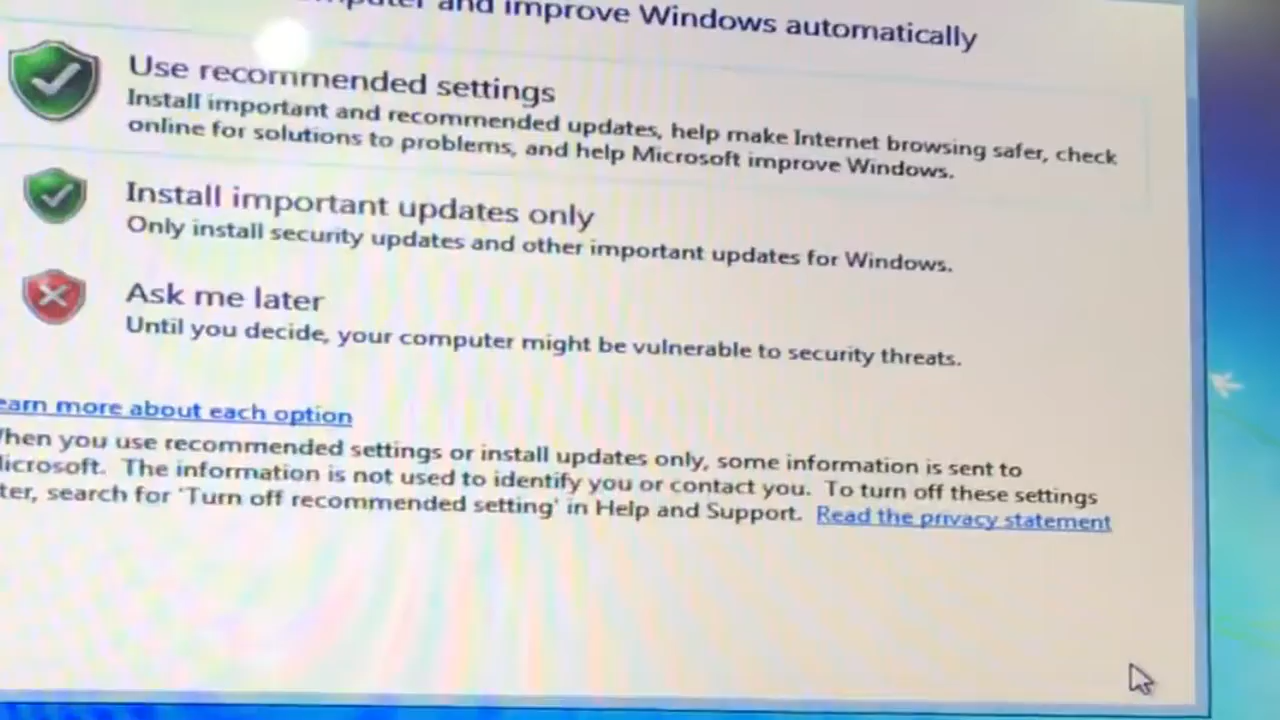 and improve Windows automatically
Use recommended settings
Install important and recommended updates, help make Internet browsing safer, check
online for solutions to problems, and help Microsoft improve Windows.
Install important updates only
Only install security updates and other important updates for Windows.
Ask me later
Until you decide, your computer might be vulnerable to security threats.
earn more about each option
hen you use recommended settings or install updates only, some information is sent to
icrosoft. The information is not used to identify you or contact you. To turn off these settings
ter, search for 'Turn off recommended setting' in Help and Support. Read the privacy statement